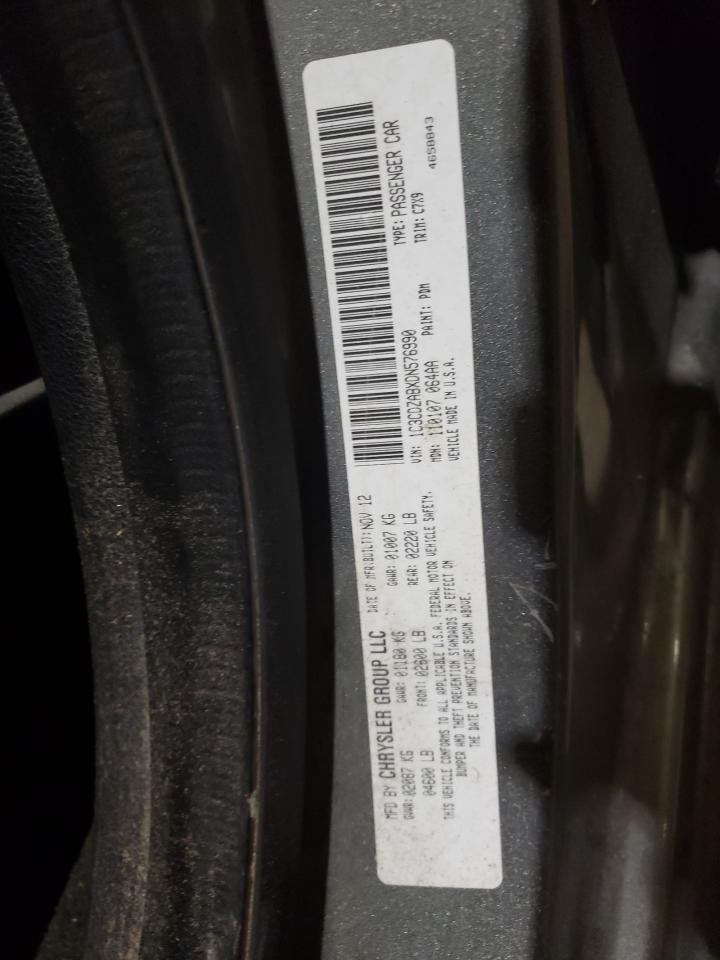 MFD BY CHRYSLER GROUP LLC
DATE OF MFR(BUILT): NOV 12
GVWR: 02087 KG
04600 LB
GAWR: 01180 KG
FRONT: 02600 LB
GAWR: 01007 KG
REAR: 02220 LB
THIS VEHICLE CONFORMS TO ALL APPLICABLE U.S.A. FEDERAL MOTOR VEHICLE SAFETY,
BUMPER AND THEFT PREVENTION STANDARDS IN EFFECT ON
THE DATE OF MANUFACTURE SHOWN ABOVE.
VIN: 1C3CDZABXDN576990
TYPE: PASSENGER CAR
MDH: 110107 064AA
PAINT: PDM
TRIM: C7X9
VEHICLE MADE IN U.S.A.
4650843